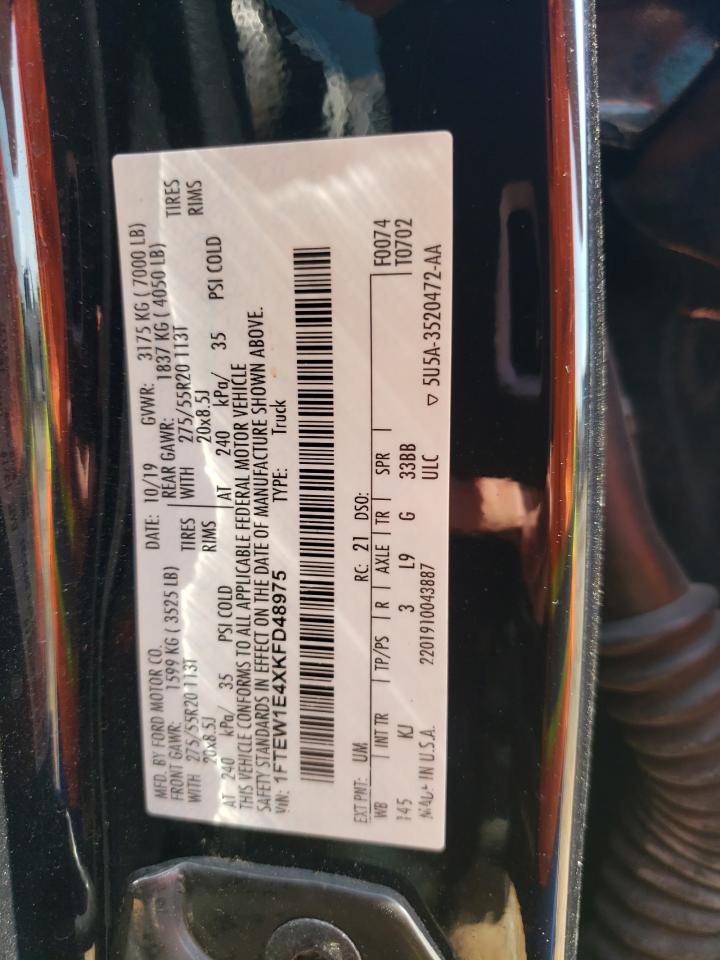 MFD. BY FORD MOTOR CO. DATE: 10/19 GVWR: 3175 KG ( 7000 LB)
FRONT GAWR: 1599 KG ( 3525 LB) REAR GAWR: 1837 KG ( 4050 LB)
WITH 275/55R20 113T TIRES WITH 275/55R20 113T TIRES
20x8.5J RIMS 20x8.5J RIMS
AT 240 kPa/ 35 PSI COLD AT 240 kPa/ 35 PSI COLD
THIS VEHICLE CONFORMS TO ALL APPLICABLE FEDERAL MOTOR VEHICLE
SAFETY STANDARDS IN EFFECT ON THE DATE OF MANUFACTURE SHOWN ABOVE.
VIN: 1FTEW1E4XKFD48975 TYPE: Truck
EXT PNT: UM RC: 21 DSO: F0074
WB INT TR TP/PS R AXLE TR SPR T0702
145 KJ 3 L9 G 33BB
MADE IN U.S.A. 2201910043887 ULC ▽ 5U5A-3520472-AA